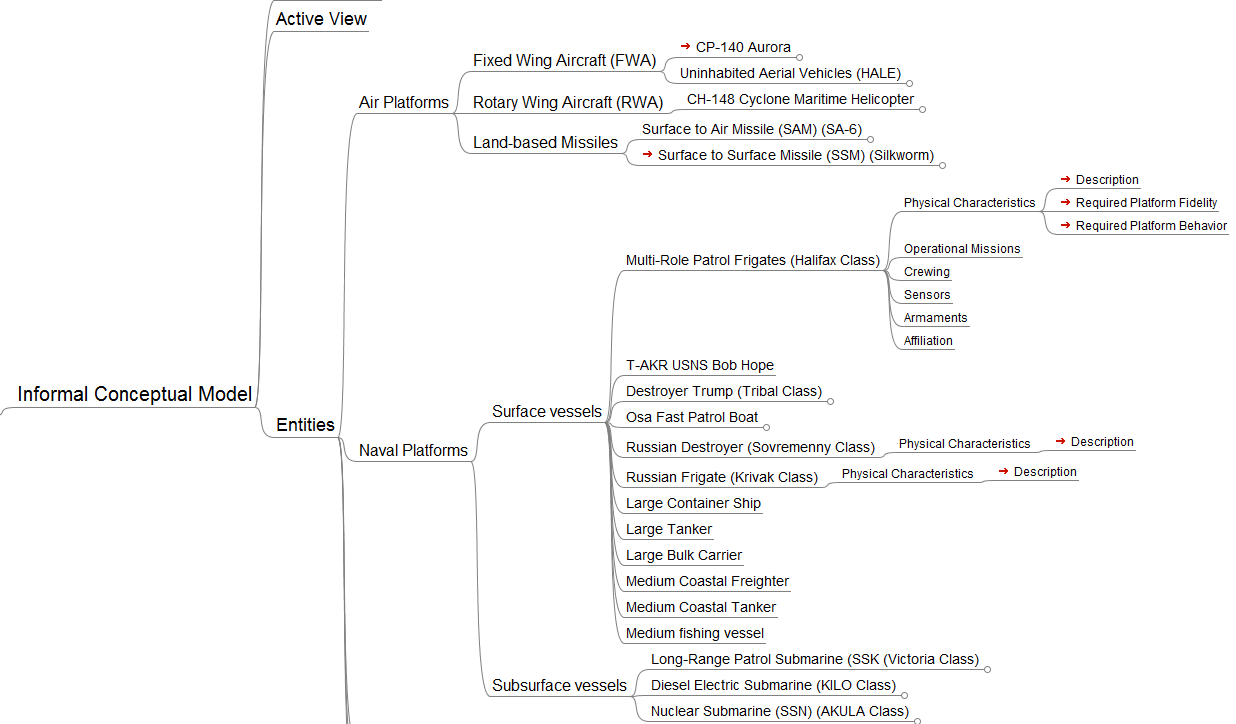 Active View
Informal Conceptual Model
Entities
Air Platforms
Fixed Wing Aircraft (FWA)
CP-140 Aurora
Uninhabited Aerial Vehicles (HALE)
Rotary Wing Aircraft (RWA)
CH-148 Cyclone Maritime Helicopter
Land-based Missiles
Surface to Air Missile (SAM) (SA-6)
Surface to Surface Missile (SSM) (Silkworm)
Naval Platforms
Surface vessels
Multi-Role Patrol Frigates (Halifax Class)
Physical Characteristics
Description
Required Platform Fidelity
Required Platform Behavior
Operational Missions
Crewing
Sensors
Armaments
Affiliation
T-AKR USNS Bob Hope
Destroyer Trump (Tribal Class)
Osa Fast Patrol Boat
Russian Destroyer (Sovremenny Class)
Physical Characteristics
Description
Russian Frigate (Krivak Class)
Physical Characteristics
Description
Large Container Ship
Large Tanker
Large Bulk Carrier
Medium Coastal Freighter
Medium Coastal Tanker
Medium fishing vessel
Subsurface vessels
Long-Range Patrol Submarine (SSK (Victoria Class)
Diesel Electric Submarine (KILO Class)
Nuclear Submarine (SSN) (AKULA Class)